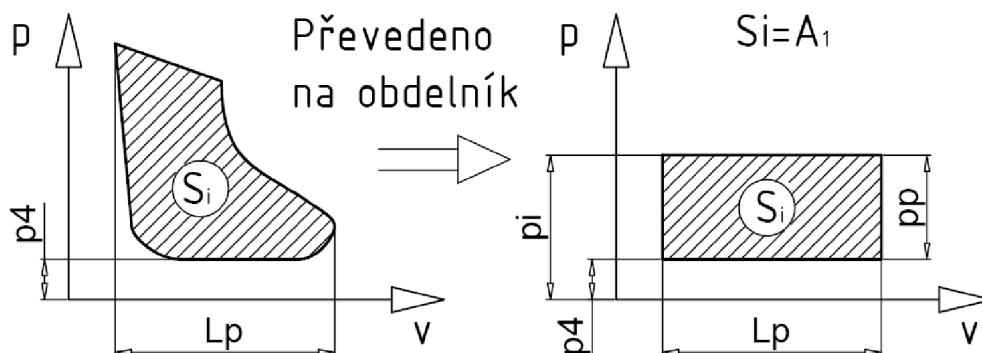 p
Převedeno
na obdelník
p
Si=A₁
Si
p4
v
Lp
pi
Si
pp
p4
v
Lp